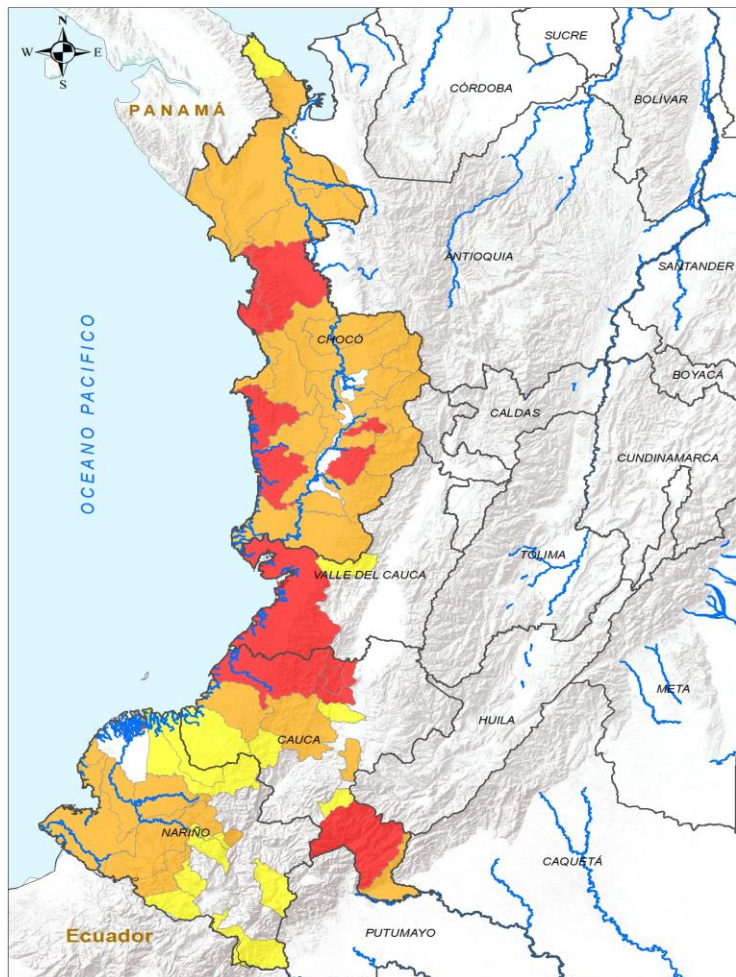 N
W E
S
SUCRE
CÓRDOBA
BOLÍVAR
PANAMÁ
ANTIOQUIA
SANTANDER
OCEANO PACIFICO
CHOCÓ
BOYACÁ
CALDAS
CUNDINAMARCA
TOLIMA
VALLE DEL CAUCA
META
HUILA
CAUCA
NARIÑO
CAQUETÁ
Ecuador
PUTUMAYO